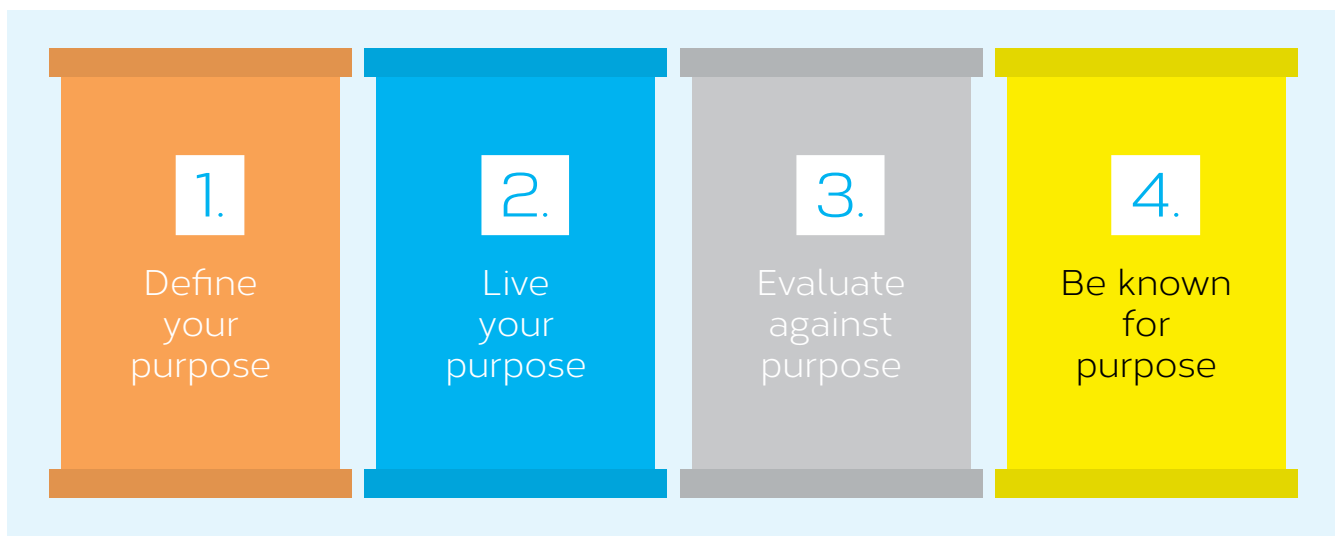 1.
Define
your
purpose
2.
Live
your
purpose
3.
Evaluate
against
purpose
4.
Be known
for
purpose